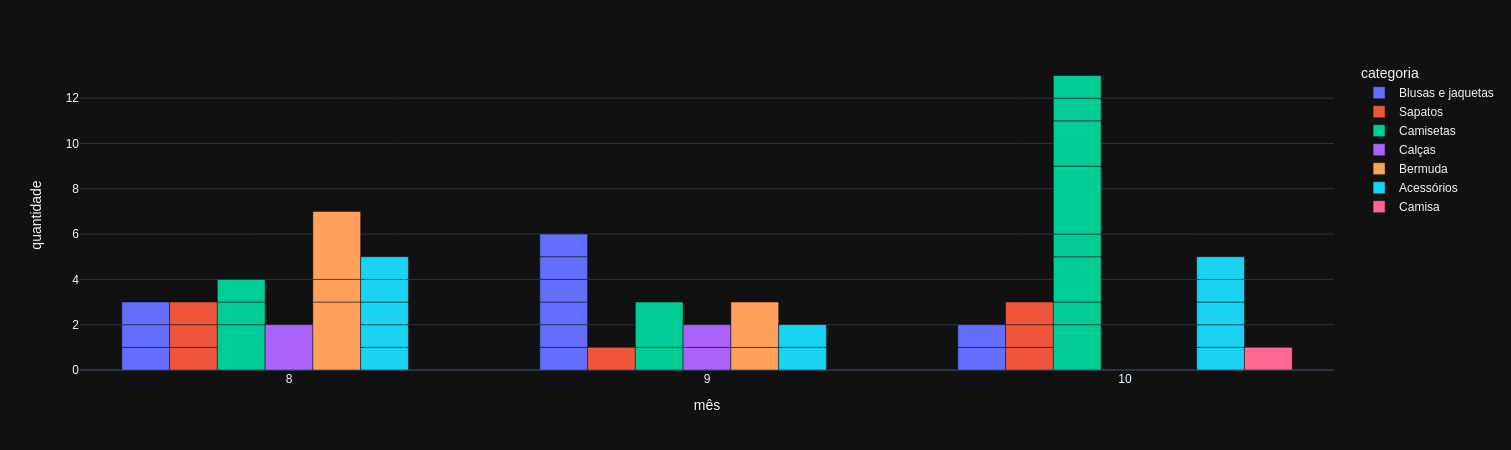 categoria
Blusas e jaquetas
Sapatos
Camisetas
Calças
Bermuda
Acessórios
Camisa
quantidade
12
10
8
6
4
2
0
8 9 10
mês